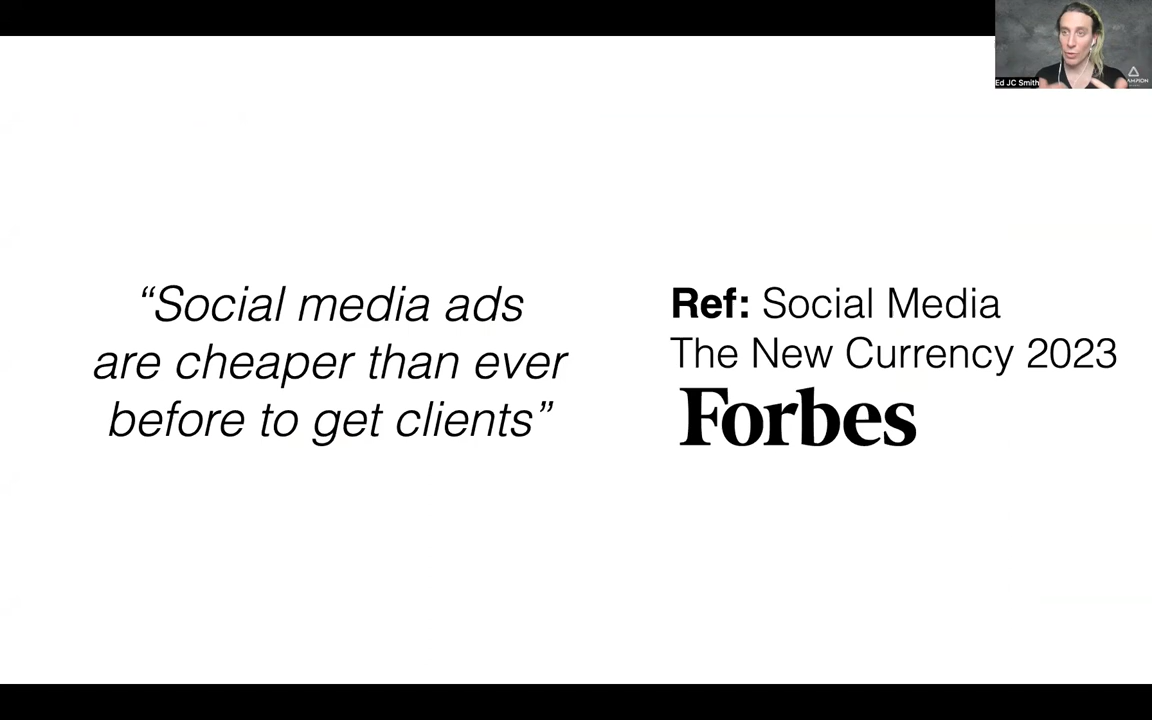 Ed JC Smith
“Social media ads
are cheaper than ever
before to get clients”
Ref: Social Media
The New Currency 2023
Forbes